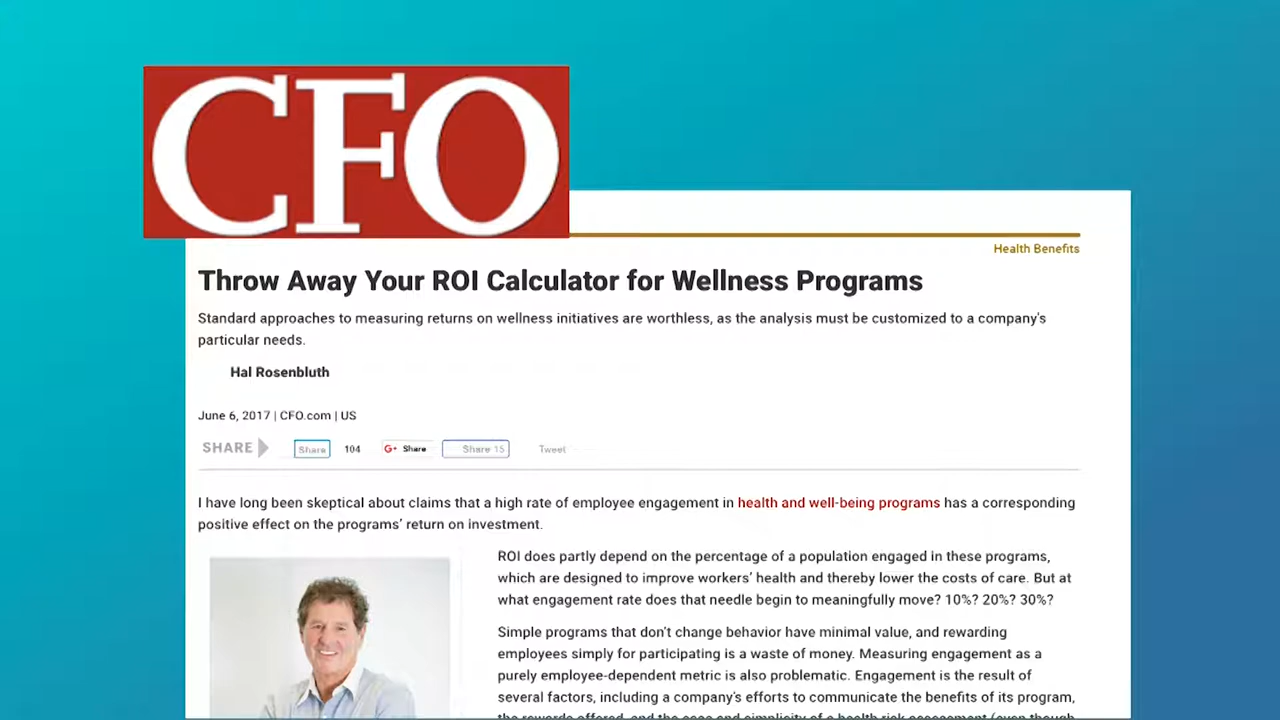 CFO
Health Benefits
Throw Away Your ROI Calculator for Wellness Programs
Standard approaches to measuring returns on wellness initiatives are worthless, as the analysis must be customized to a company's
particular needs.
Hal Rosenbluth
June 6, 2017 | CFO.com | US
SHARE Share 104 G+ Share Share 15 Tweet
I have long been skeptical about claims that a high rate of employee engagement in health and well-being programs has a corresponding
positive effect on the programs' return on investment.
ROI does partly depend on the percentage of a population engaged in these programs,
which are designed to improve workers' health and thereby lower the costs of care. But at
what engagement rate does that needle begin to meaningfully move? 10%? 20%? 30%?
Simple programs that don't change behavior have minimal value, and rewarding
employees simply for participating is a waste of money. Measuring engagement as a
purely employee-dependent metric is also problematic. Engagement is the result of
several factors, including a company's efforts to communicate the benefits of its program,
the rewards offered, and the ease and simplicity of a health risk assessment (even though